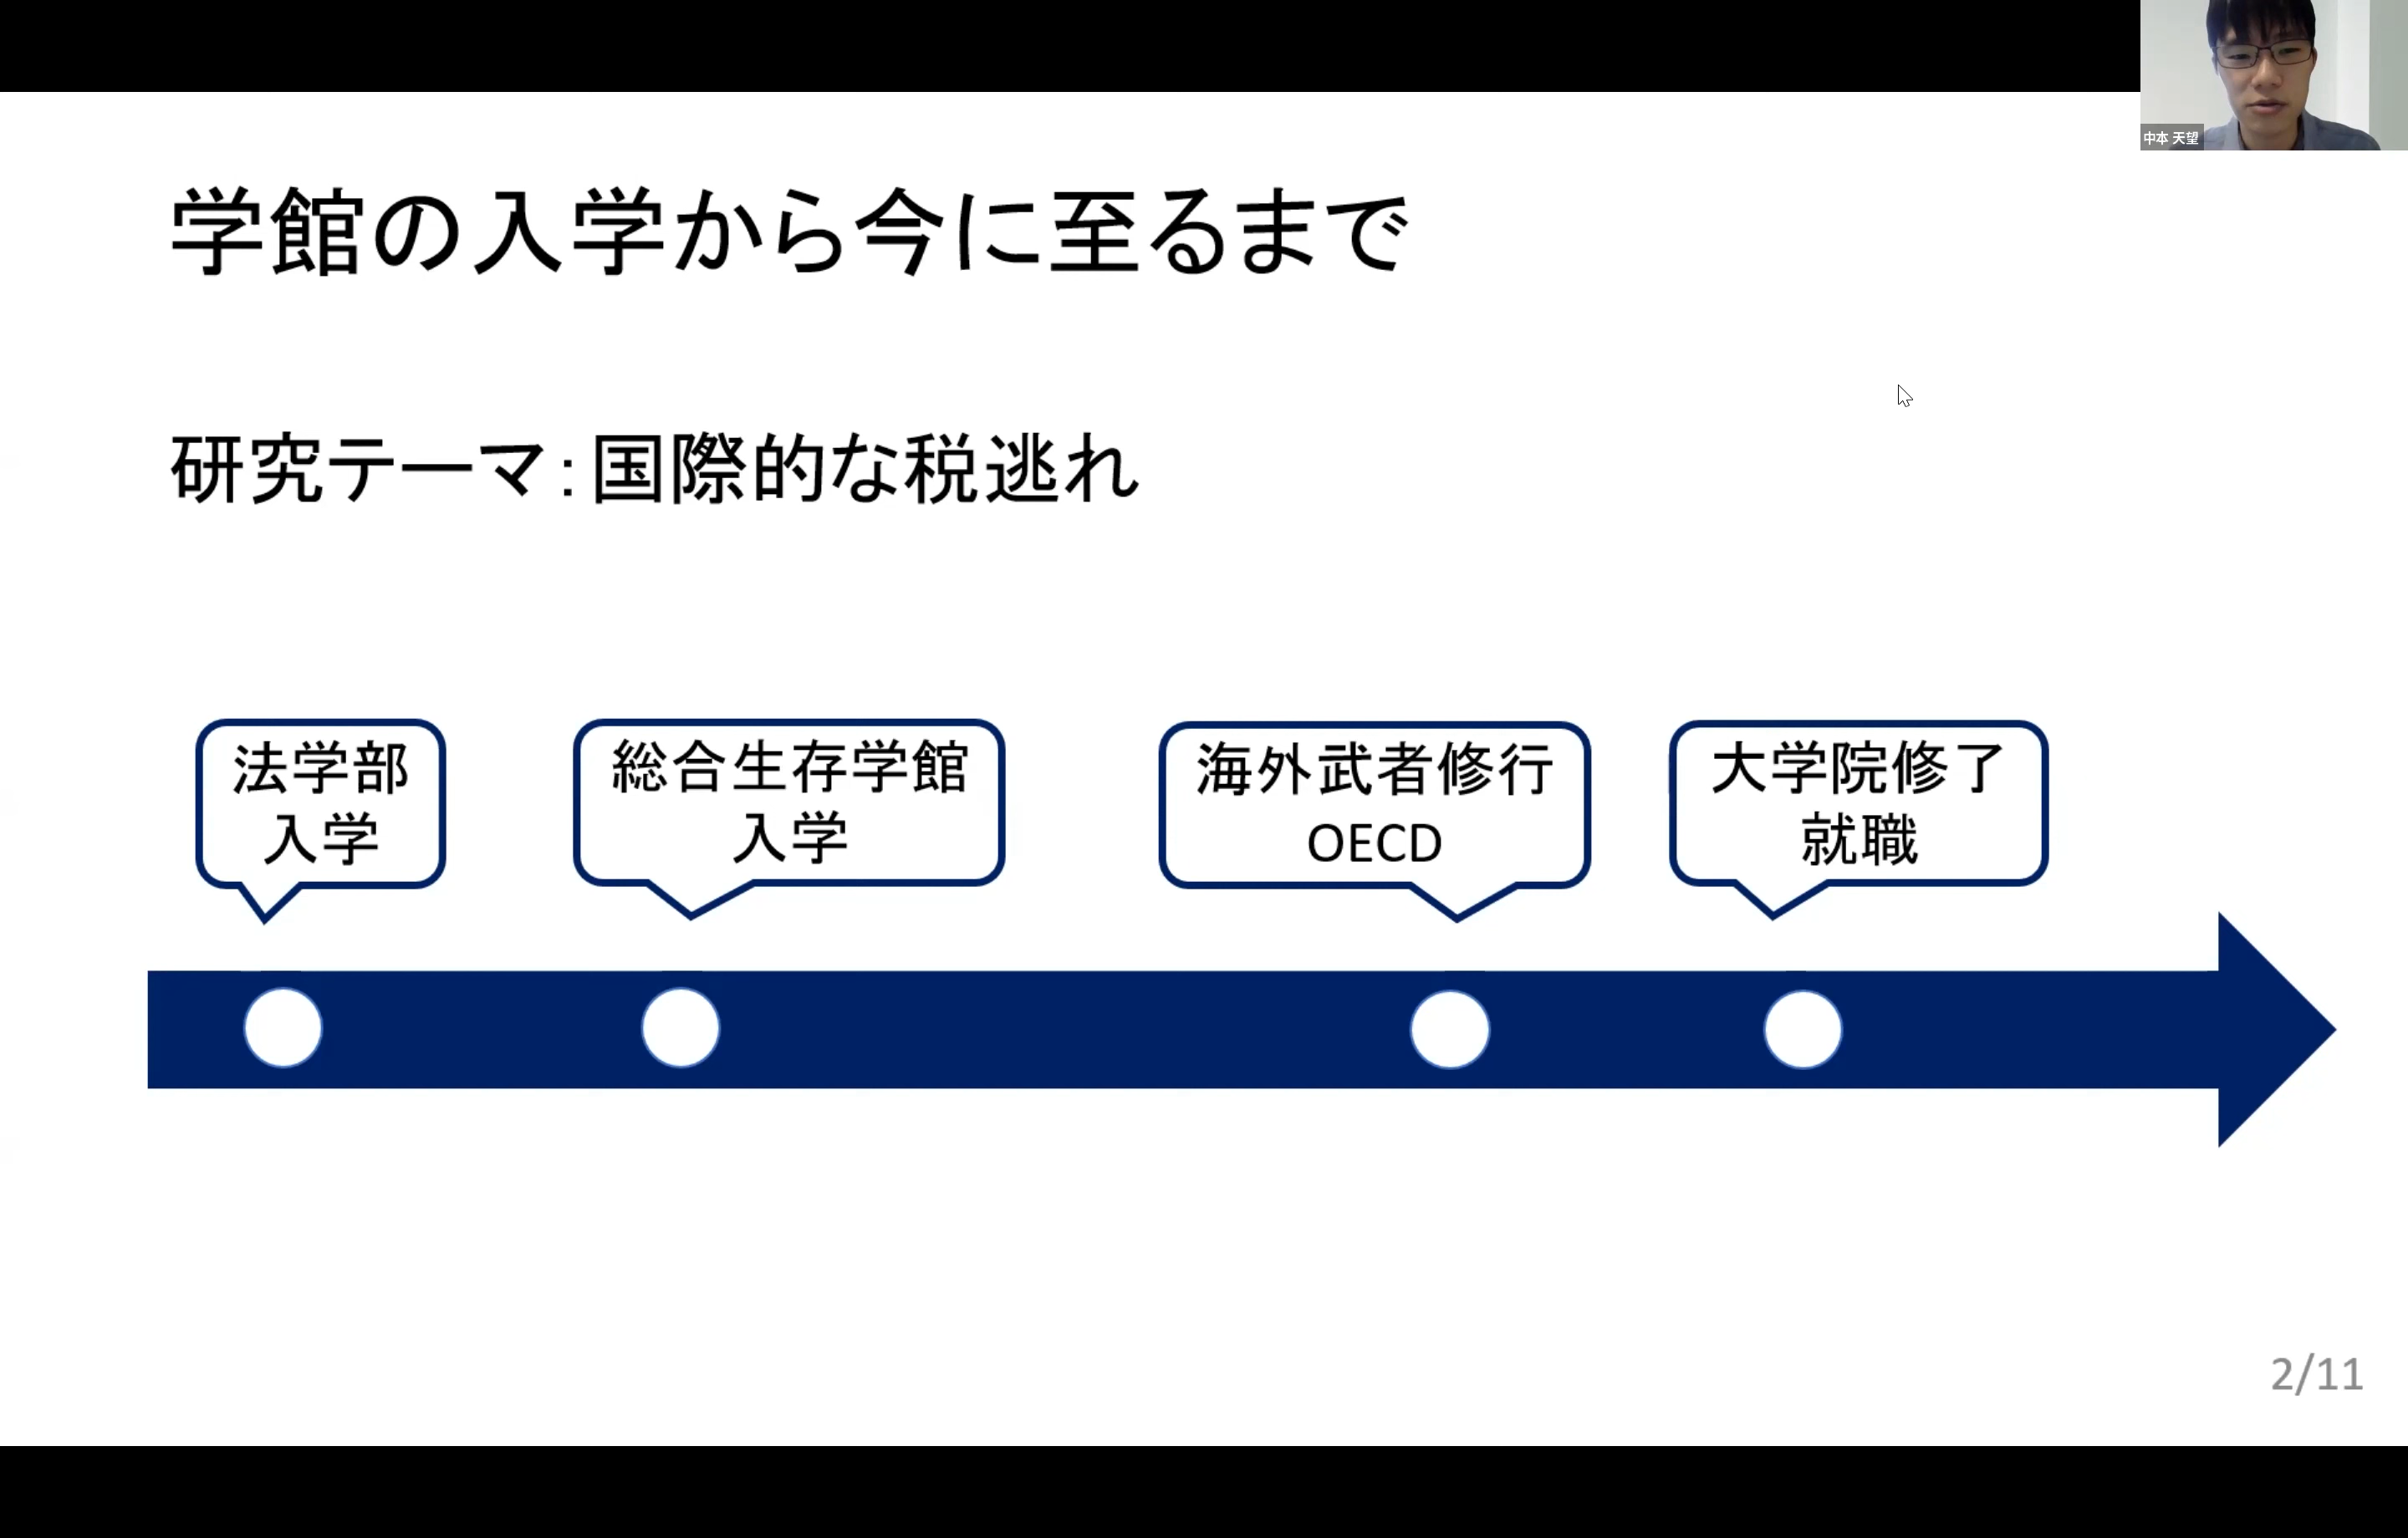 中本 天望
学館の入学から今に至るまで
研究テーマ：国際的な税逃れ
法学部
入学
総合生存学館
入学
海外武者修行
OECD
大学院修了
就職
2/11